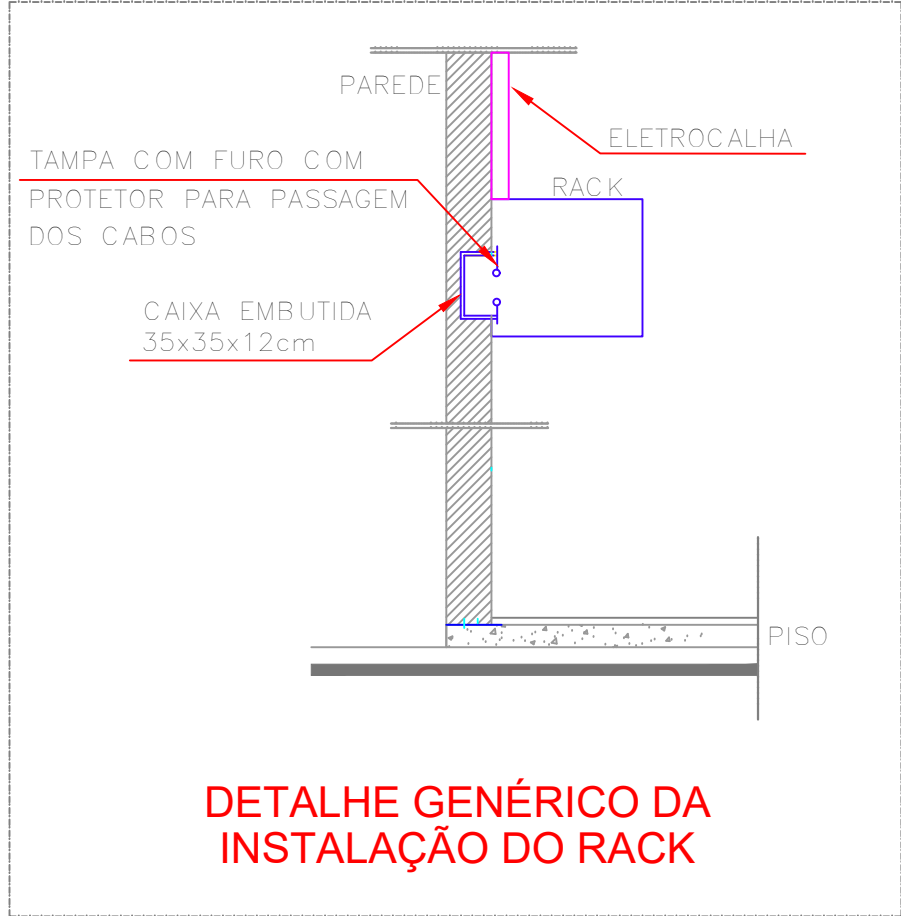 PAREDE
ELETROCALHA
TAMPA COM FURO COM
PROTETOR PARA PASSAGEM
DOS CABOS
RACK
CAIXA EMBUTIDA
35x35x12cm
PISO
DETALHE GENÉRICO DA
INSTALAÇÃO DO RACK